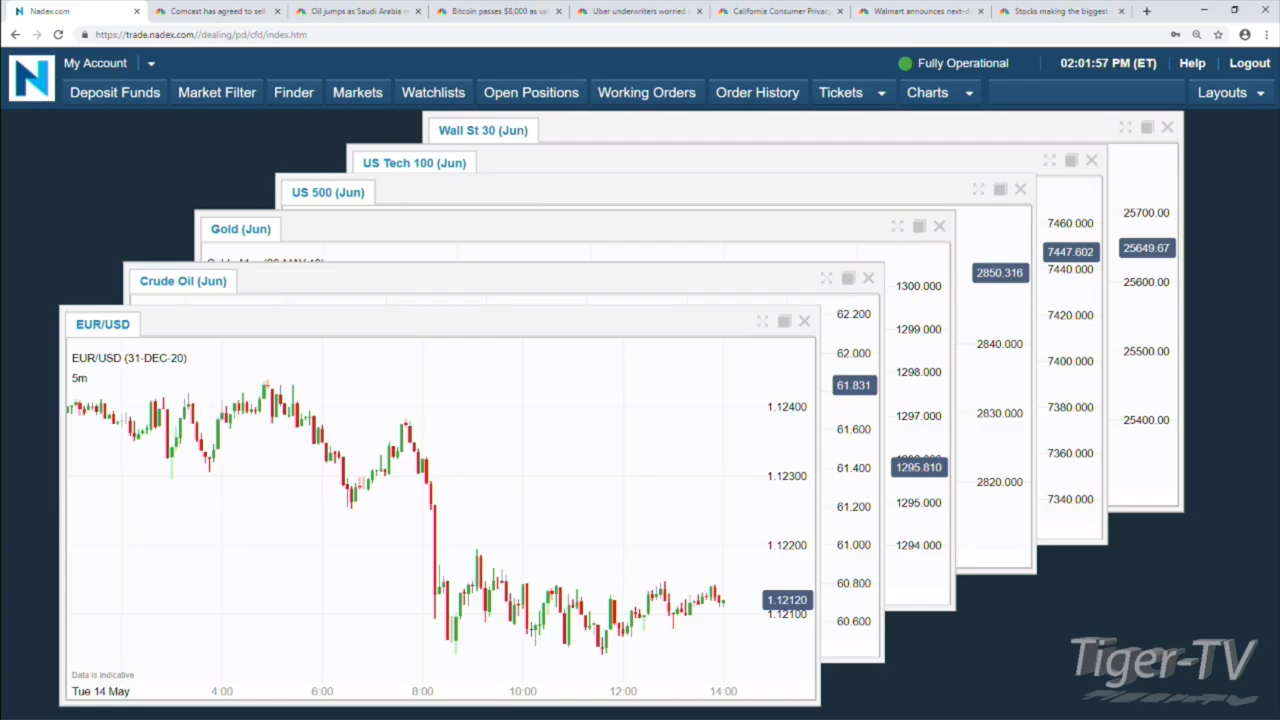 Nadex.com
Comcast has agreed to sell
Oil jumps as Saudi Arabia r
Bitcoin passes $8,000 as va
Uber underwriters worried
California Consumer Privac
Walmart announces next-d
Stocks making the biggest
https://trade.nadex.com//dealing/pd/cfd/index.htm
My Account
Fully Operational
02:01:57 PM (ET)
Help
Logout
Deposit Funds
Market Filter
Finder
Markets
Watchlists
Open Positions
Working Orders
Order History
Tickets
Charts
Layouts
Wall St 30 (Jun)
25700.00
25649.67
25600.00
25500.00
25400.00
US Tech 100 (Jun)
7460.000
7447.602
7440.000
7420.000
7400.000
7380.000
7360.000
7340.000
US 500 (Jun)
2850.316
2840.000
2830.000
2820.000
Gold (Jun)
1300.000
1299.000
1298.000
1297.000
1295.810
1295.000
1294.000
Crude Oil (Jun)
62.200
62.000
61.831
61.600
61.400
61.200
61.000
60.800
60.600
EUR/USD
EUR/USD (31-DEC-20)
5m
1.12400
1.12300
1.12200
1.12120
1.12100
Data is indicative
Tue 14 May
4:00
6:00
8:00
10:00
12:00
14:00
Tiger-TV